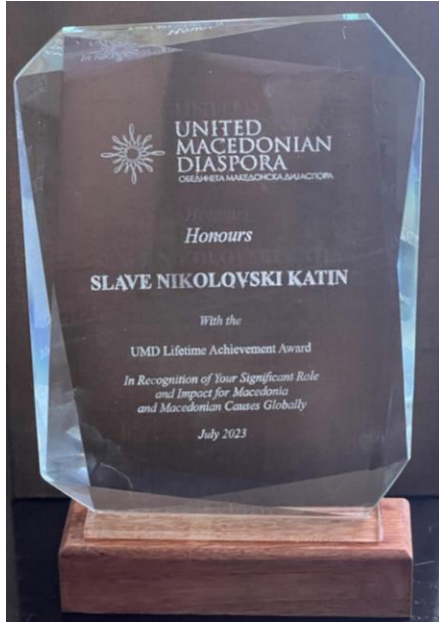 UNITED
MACEDONIAN
DIASPORA
ОБЕДИНЕТА МАКЕДОНСКА ДИЈАСПОРА
Honours
SLAVE NIKOLOVSKI KATIN
With the
UMD Lifetime Achievement Award
In Recognition of Your Significant Role
and Impact for Macedonia
and Macedonian Causes Globally
July 2023